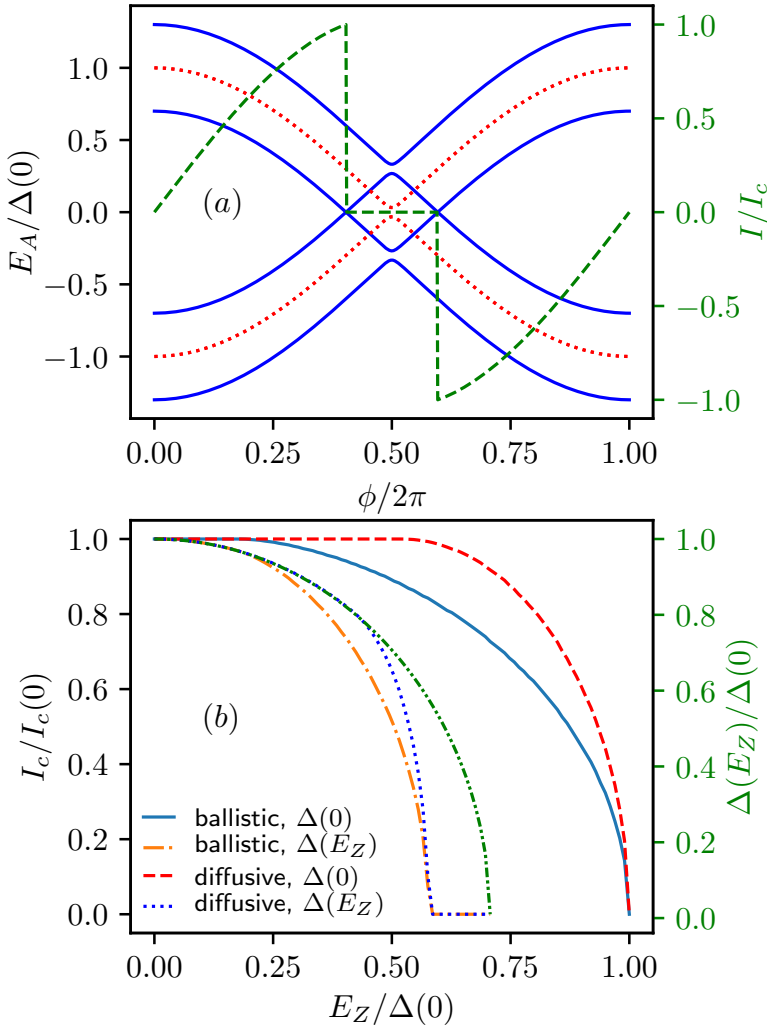 1.0
0.5
0.0
−0.5
−1.0
E_A/Δ(0)
(a)
1.0
0.5
0.0
−0.5
−1.0
I/I_c
0.00 0.25 0.50 0.75 1.00
ϕ/2π
1.0
0.8
0.6
0.4
0.2
0.0
I_c/I_c(0)
(b)
ballistic, Δ(0)
ballistic, Δ(E_Z)
diffusive, Δ(0)
diffusive, Δ(E_Z)
1.0
0.8
0.6
0.4
0.2
0.0
Δ(E_Z)/Δ(0)
0.00 0.25 0.50 0.75 1.00
E_Z/Δ(0)